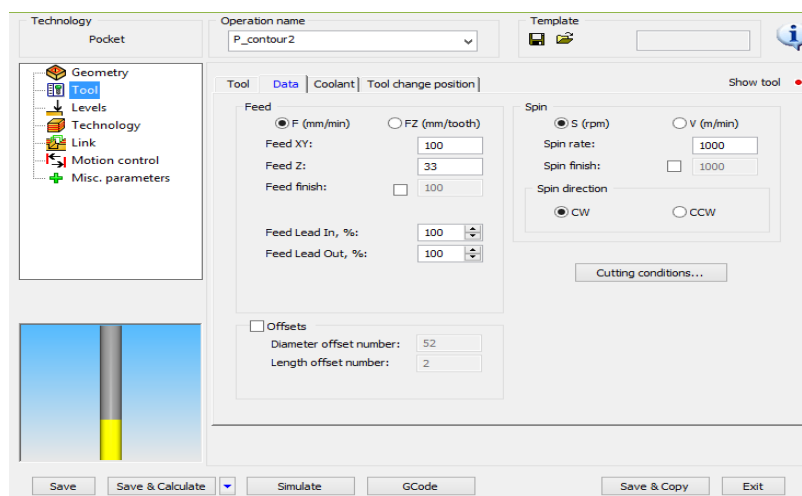 Technology
Pocket
Operation name
P_contour2
Template
Geometry
Tool
Levels
Technology
Link
Motion control
Misc. parameters
Tool Data Coolant Tool change position
Show tool
Feed
F (mm/min) FZ (mm/tooth)
Feed XY: 100
Feed Z: 33
Feed finish: 100
Feed Lead In, %: 100
Feed Lead Out, %: 100
Spin
S (rpm) V (m/min)
Spin rate: 1000
Spin finish: 1000
Spin direction
CW CCW
Cutting conditions...
Offsets
Diameter offset number: 52
Length offset number: 2
Save Save & Calculate Simulate GCode Save & Copy Exit